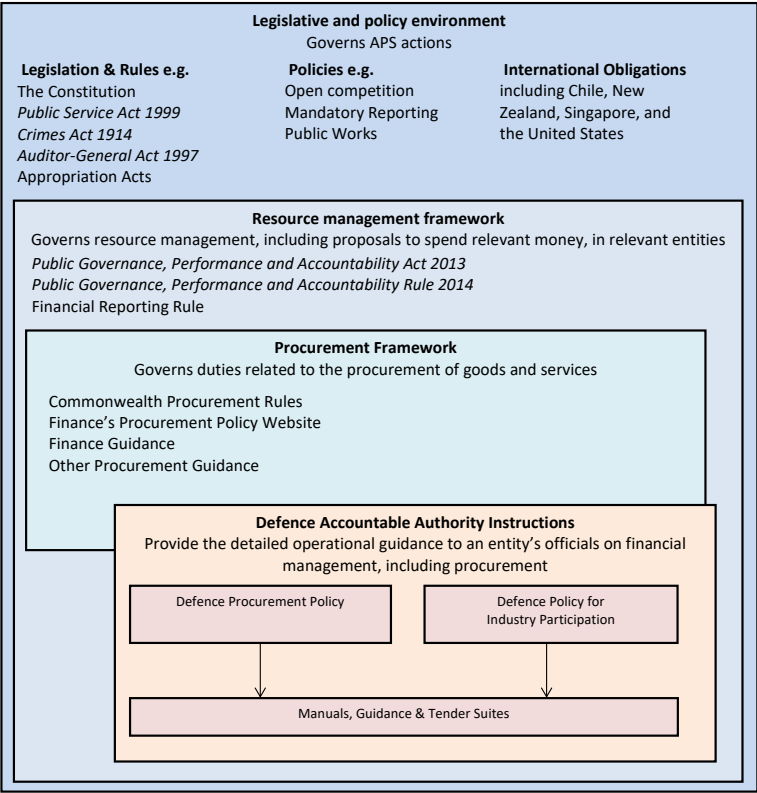 Legislative and policy environment
Governs APS actions
Legislation & Rules e.g.
The Constitution
Public Service Act 1999
Crimes Act 1914
Auditor-General Act 1997
Appropriation Acts
Policies e.g.
Open competition
Mandatory Reporting
Public Works
International Obligations
including Chile, New
Zealand, Singapore, and
the United States
Resource management framework
Governs resource management, including proposals to spend relevant money, in relevant entities
Public Governance, Performance and Accountability Act 2013
Public Governance, Performance and Accountability Rule 2014
Financial Reporting Rule
Procurement Framework
Governs duties related to the procurement of goods and services
Commonwealth Procurement Rules
Finance's Procurement Policy Website
Finance Guidance
Other Procurement Guidance
Defence Accountable Authority Instructions
Provide the detailed operational guidance to an entity's officials on financial
management, including procurement
Defence Procurement Policy
Defence Policy for
Industry Participation
Manuals, Guidance & Tender Suites